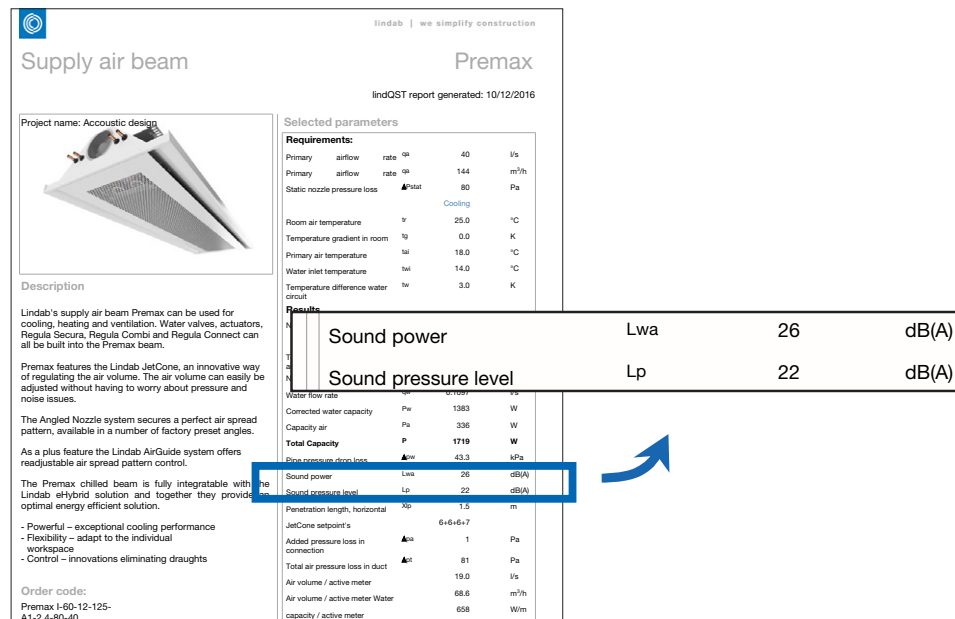 lindab | we simplify construction
Supply air beam
Premax
lindQST report generated: 10/12/2016
Project name: Accoustic design
Description
Lindab's supply air beam Premax can be used for
cooling, heating and ventilation. Water valves, actuators,
Regula Secura, Regula Combi and Regula Connect can
all be built into the Premax beam.
Premax features the Lindab JetCone, an innovative way
of regulating the air volume. The air volume can easily be
adjusted without having to worry about pressure and
noise issues.
The Angled Nozzle system secures a perfect air spread
pattern, available in a number of factory preset angles.
As a plus feature the Lindab AirGuide system offers
readjustable air spread pattern control.
The Premax chilled beam is fully integratable with the
Lindab eHybrid solution and together they provide an
optimal energy efficient solution.
- Powerful – exceptional cooling performance
- Flexibility – adapt to the individual
workspace
- Control – innovations eliminating draughts
Order code:
Premax I-60-12-125-
A1-2.4-80-40
Selected parameters
Requirements:
Primary airflow rate qa 40 l/s
Primary airflow rate qa 144 m³/h
Static nozzle pressure loss ▲Pstat 80 Pa
Cooling
Room air temperature tr 25.0 °C
Temperature gradient in room tg 0.0 K
Primary air temperature tai 18.0 °C
Water inlet temperature twi 14.0 °C
Temperature difference water tw 3.0 K
circuit
Results
Water flow rate qa 0.1097 l/s
Corrected water capacity Pw 1383 W
Capacity air Pa 336 W
Total Capacity P 1719 W
Pipe pressure drop loss ▲pw 43.3 kPa
Sound power Lwa 26 dB(A)
Sound pressure level Lp 22 dB(A)
Penetration length, horizontal Xlp 1.5 m
JetCone setpoint's 6+6+6+7
Added pressure loss in ▲pa 1 Pa
connection
Total air pressure loss in duct ▲pt 81 Pa
Air volume / active meter 19.0 l/s
Air volume / active meter Water 68.6 m³/h
capacity / active meter 658 W/m
Sound power Lwa 26 dB(A)
Sound pressure level Lp 22 dB(A)